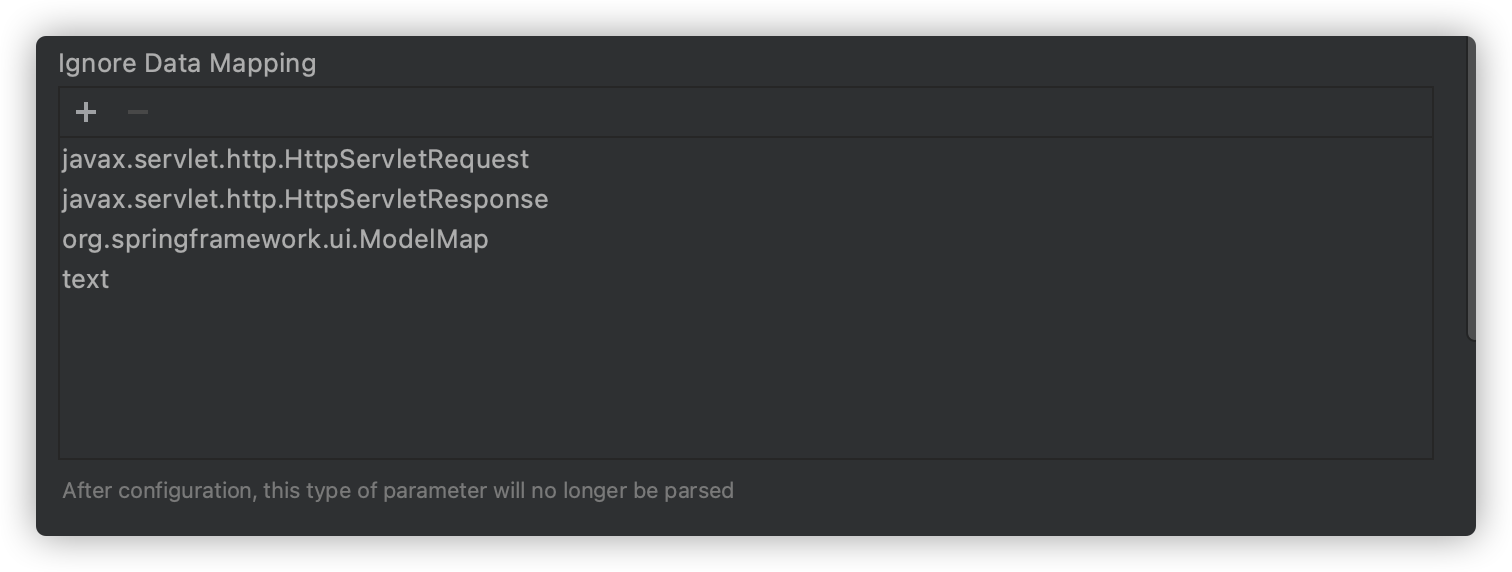 Ignore Data Mapping
javax.servlet.http.HttpServletRequest
javax.servlet.http.HttpServletResponse
org.springframework.ui.ModelMap
text
After configuration, this type of parameter will no longer be parsed